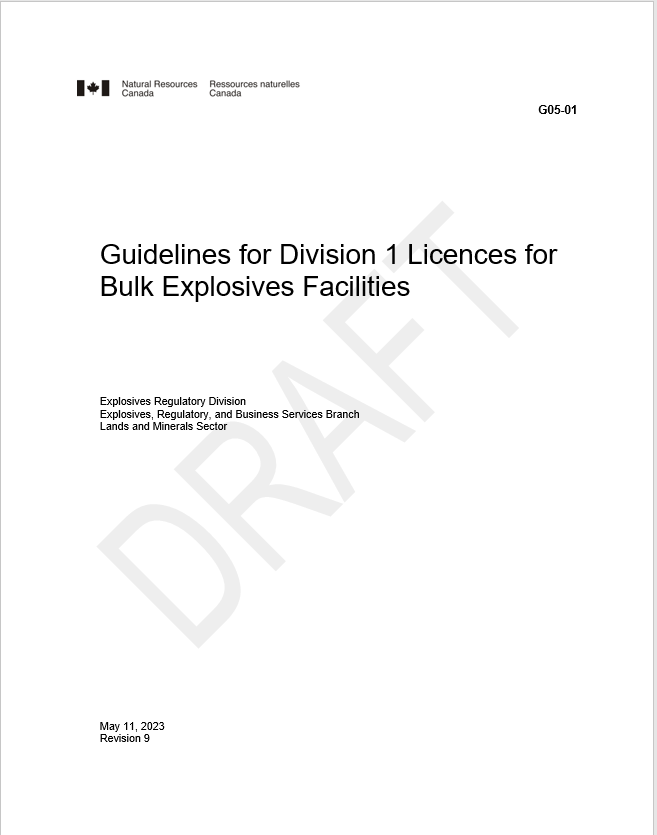 Natural Resources Ressources naturelles
Canada Canada
G05-01
Guidelines for Division 1 Licences for
Bulk Explosives Facilities
Explosives Regulatory Division
Explosives, Regulatory, and Business Services Branch
Lands and Minerals Sector
DRAFT
May 11, 2023
Revision 9